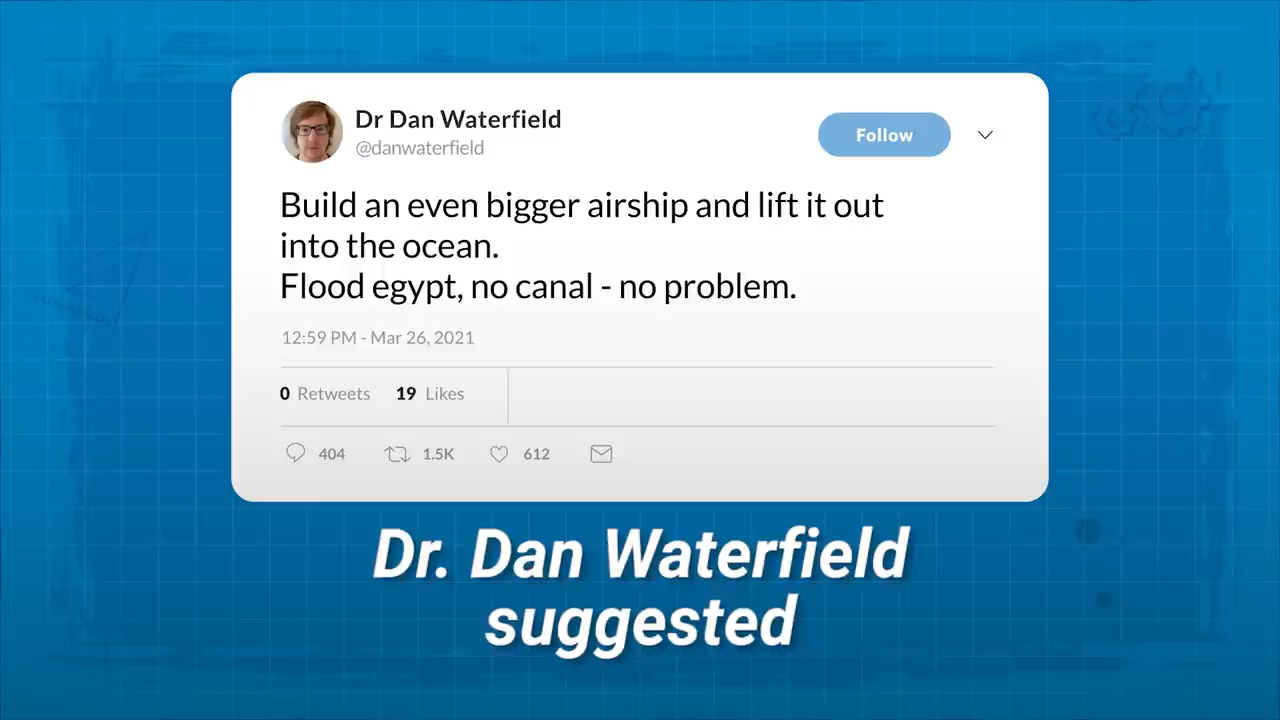 Dr Dan Waterfield
@danwaterfield
Follow
Build an even bigger airship and lift it out
into the ocean.
Flood egypt, no canal - no problem.
12:59 PM - Mar 26, 2021
0 Retweets 19 Likes
404 1.5K 612
Dr. Dan Waterfield
suggested